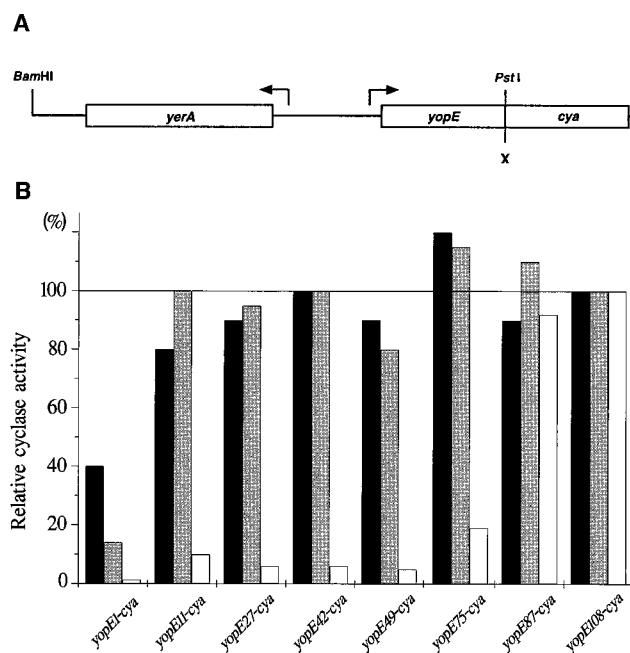 A
BamHI
Pst I
yerA
yopE
cya
X
B
(%)
100
80
60
40
20
0
Relative cyclase activity
yopE1-cya
yopE11-cya
yopE27-cya
yopE42-cya
yopE49-cya
yopE75-cya
yopE87-cya
yopE108-cya